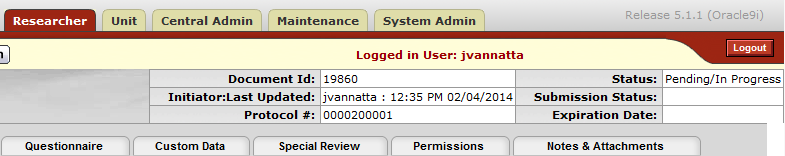 Researcher Unit Central Admin Maintenance System Admin Release 5.1.1 (Oracle9i)
Logged in User: jvannatta Logout
Document Id: 19860 Status: Pending/In Progress
Initiator:Last Updated: jvannatta : 12:35 PM 02/04/2014 Submission Status:
Protocol #: 0000200001 Expiration Date:
Questionnaire Custom Data Special Review Permissions Notes & Attachments